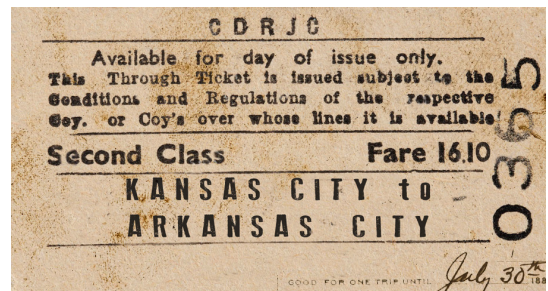 CDRJC
Available for day of issue only.
This Through Ticket is issued subject to the
Conditions and Regulations of the respective
Coy. or Coy's over whose lines it is available
Second Class Fare 16.10
KANSAS CITY to
ARKANSAS CITY
0365
GOOD FOR ONE TRIP UNTIL July 30th 188